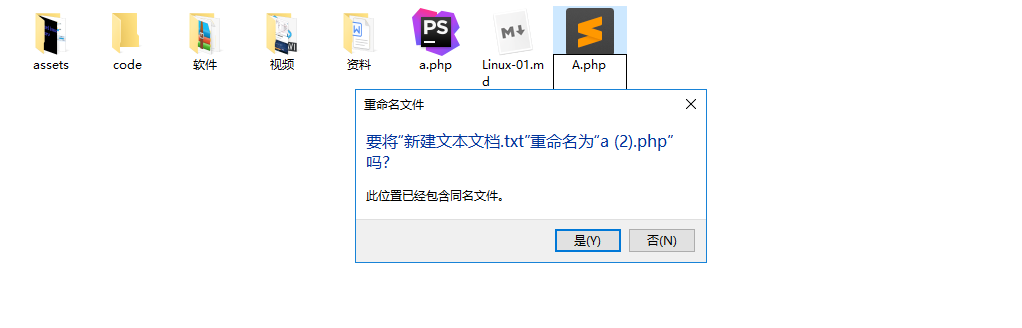 PS
M
assets
code
软件
视频
资料
a.php
Linux-01.m
d
A.php
重命名文件
要将"新建文本文档.txt"重命名为"a (2).php"
吗?
此位置已经包含同名文件。
是(Y)
否(N)